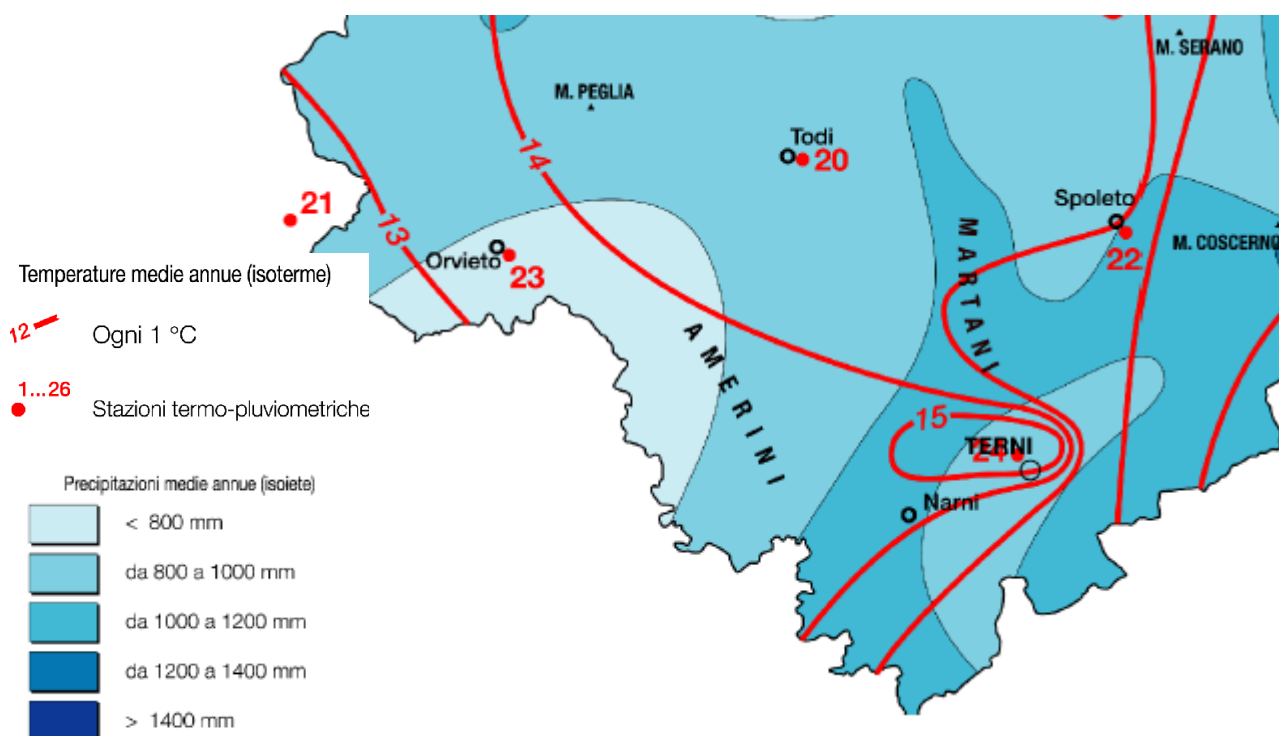 M. SERANO
M. PEGLIA
14
Todi
20
21
13
Spoleto
MARTANI
M. COSCERNO
Orvieto
23
22
Temperature medie annue (isoterme)
12
Ogni 1 °C
AMERINI
1...26
Stazioni termo-pluviometriche
15
TERNI
24
Precipitazioni medie annue (isoiete)
Narni
< 800 mm
da 800 a 1000 mm
da 1000 a 1200 mm
da 1200 a 1400 mm
> 1400 mm